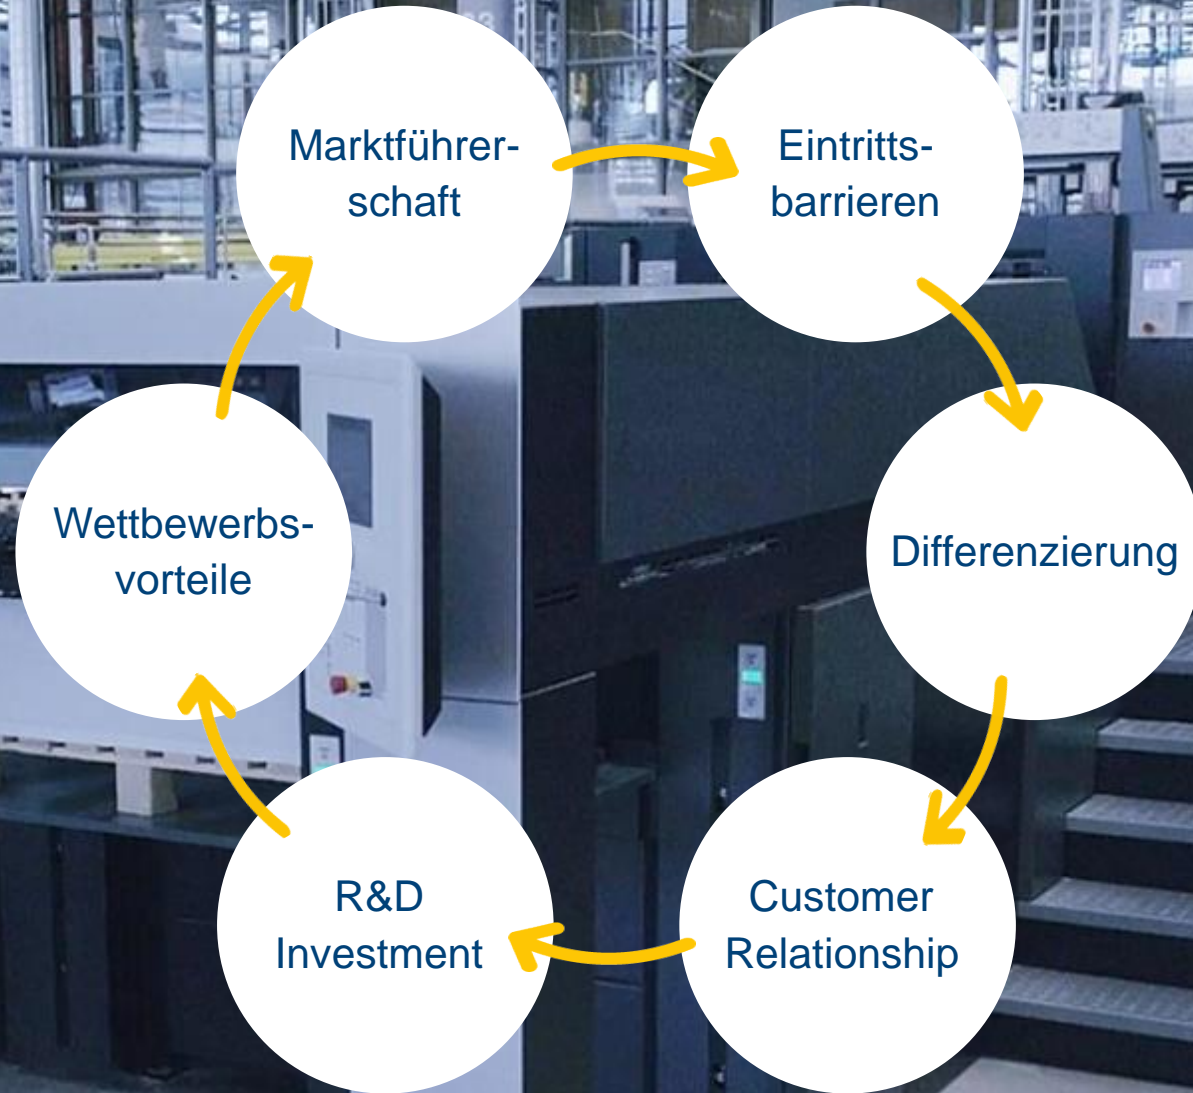 Marktführer-
schaft
Eintritts-
barrieren
Differenzierung
Customer
Relationship
R&D
Investment
Wettbewerbs-
vorteile